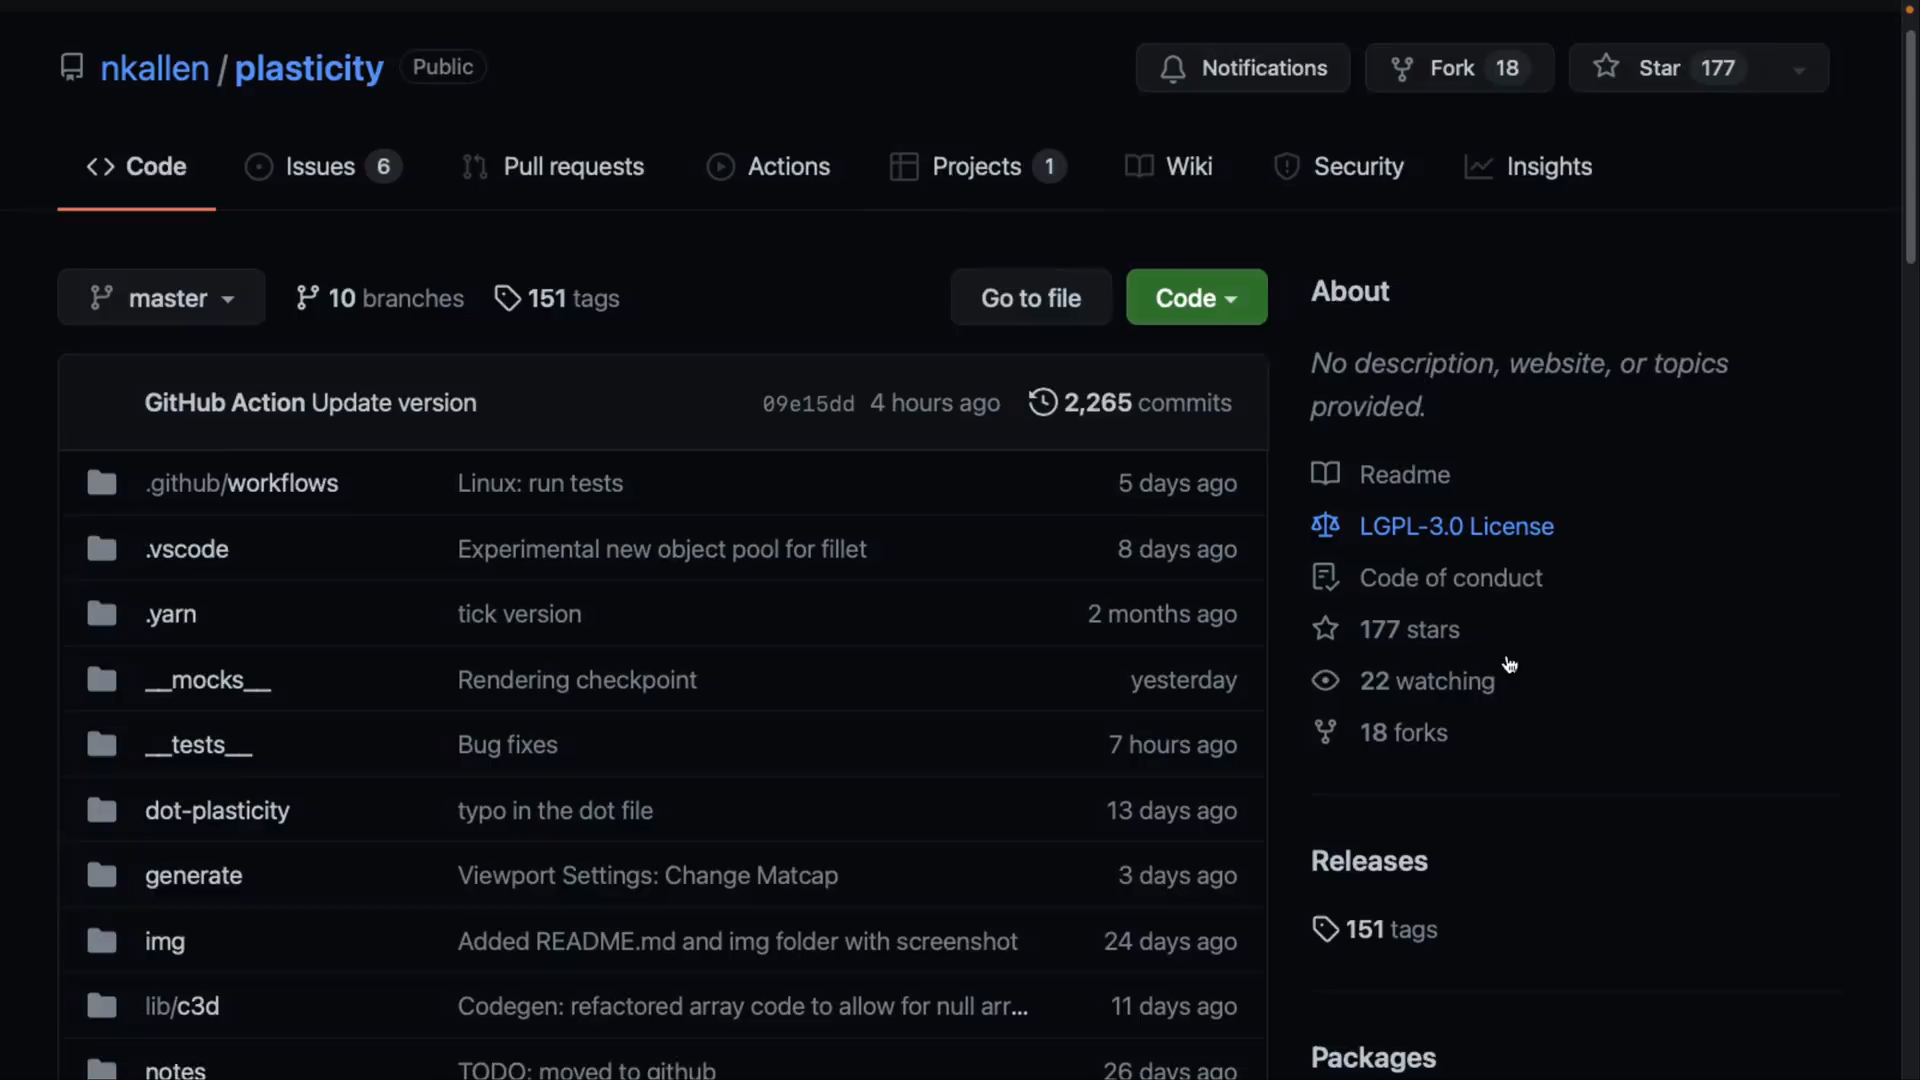 nkallen / plasticity Public
Notifications Fork 18 Star 177
Code Issues 6 Pull requests Actions Projects 1 Wiki Security Insights
master 10 branches 151 tags Go to file Code
About
No description, website, or topics
provided.
GitHub Action Update version 09e15dd 4 hours ago 2,265 commits
Readme
.github/workflows Linux: run tests 5 days ago
LGPL-3.0 License
.vscode Experimental new object pool for fillet 8 days ago
Code of conduct
.yarn tick version 2 months ago
177 stars
__mocks__ Rendering checkpoint yesterday
22 watching
__tests__ Bug fixes 7 hours ago
18 forks
dot-plasticity typo in the dot file 13 days ago
generate Viewport Settings: Change Matcap 3 days ago
Releases
img Added README.md and img folder with screenshot 24 days ago
151 tags
lib/c3d Codegen: refactored array code to allow for null arr... 11 days ago
notes TODO: moved to github 26 days ago
Packages